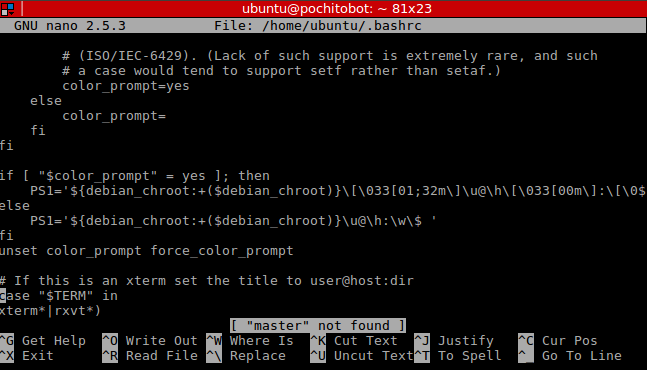 ubuntu@pochitobot: ~ 81x23
GNU nano 2.5.3 File: /home/ubuntu/.bashrc
# (ISO/IEC-6429). (Lack of such support is extremely rare, and such
# a case would tend to support setf rather than setaf.)
color_prompt=yes
else
color_prompt=
fi
fi
if [ "$color_prompt" = yes ]; then
PS1='${debian_chroot:+($debian_chroot)}\[\033[01;32m\]\u@\h\[\033[00m\]:\[\0$
else
PS1='${debian_chroot:+($debian_chroot)}\u@\h:\w\$ '
fi
unset color_prompt force_color_prompt
# If this is an xterm set the title to user@host:dir
case "$TERM" in
xterm*|rxvt*)
[ "master" not found ]
^G Get Help ^O Write Out ^W Where Is ^K Cut Text ^J Justify ^C Cur Pos
^X Exit ^R Read File ^\ Replace ^U Uncut Text ^T To Spell ^_ Go To Line